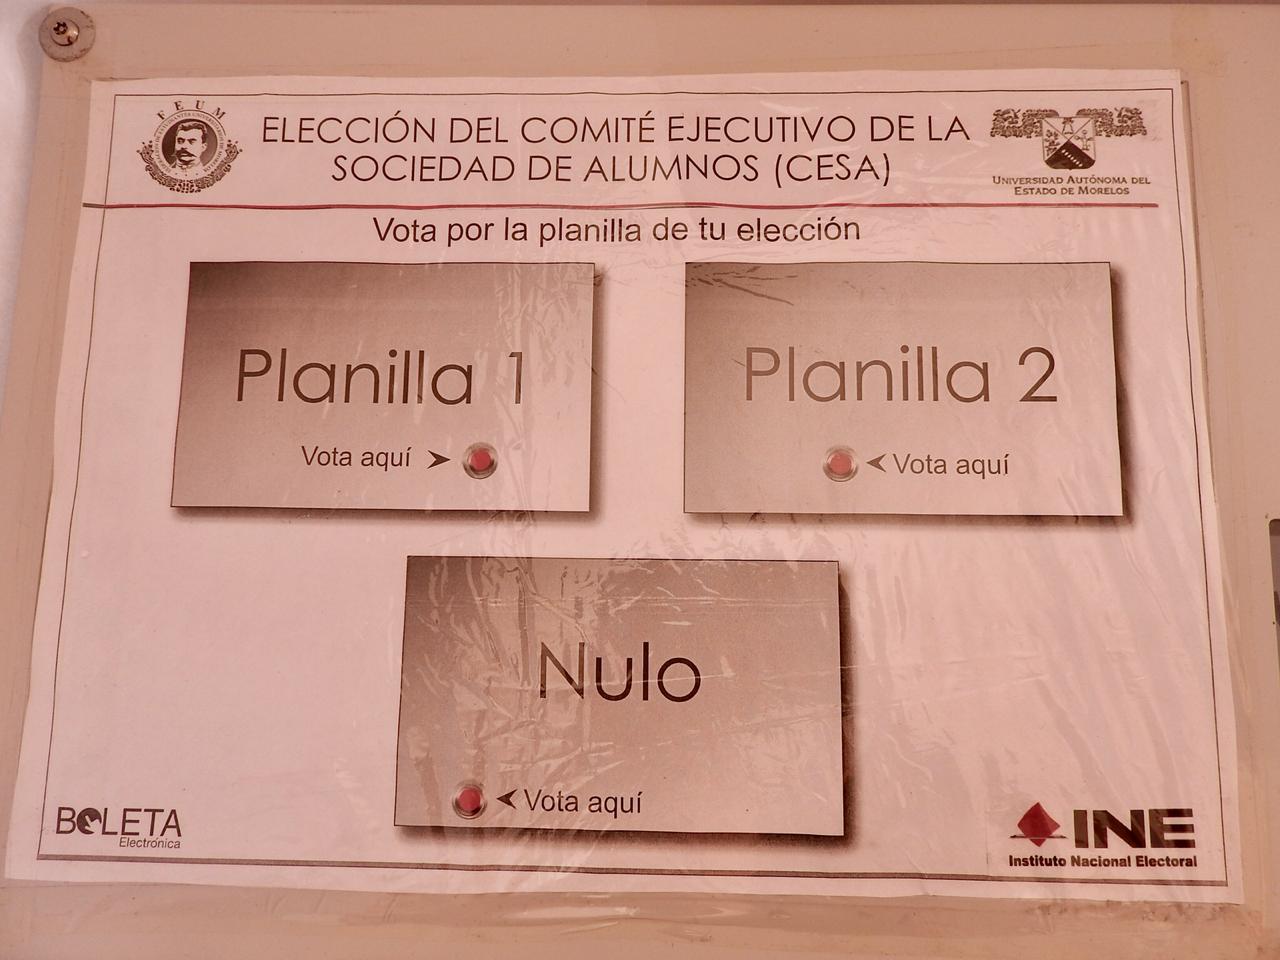 FEUM
ELECCIÓN DEL COMITÉ EJECUTIVO DE LA
SOCIEDAD DE ALUMNOS (CESA)
UNIVERSIDAD AUTÓNOMA DEL
ESTADO DE MORELOS
Vota por la planilla de tu elección
Planilla 1
Vota aquí
Planilla 2
Vota aquí
Nulo
Vota aquí
BOLETA
Electrónica
INE
Instituto Nacional Electoral